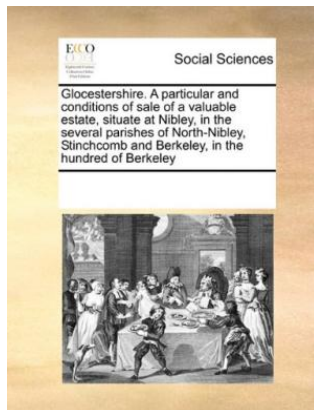 ECCO
Social Sciences
Glocestershire. A particular and
conditions of sale of a valuable
estate, situate at Nibley, in the
several parishes of North-Nibley,
Stinchcomb and Berkeley, in the
hundred of Berkeley